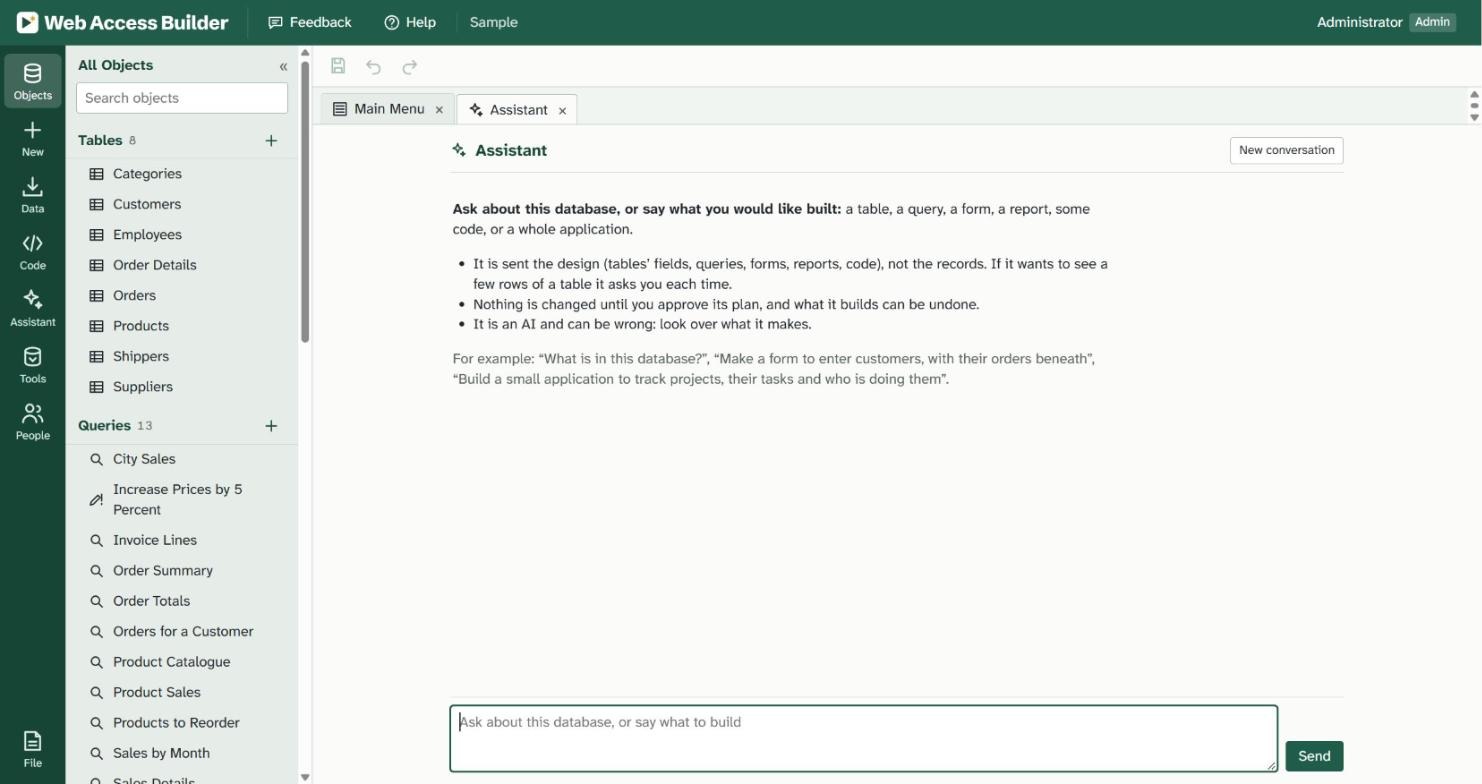 Web Access Builder
Feedback
Help
Sample
Administrator
Admin
Objects
New
Data
Code
Assistant
Tools
People
File
All Objects
«
Search objects
Tables 8
Categories
Customers
Employees
Order Details
Orders
Products
Shippers
Suppliers
Queries 13
City Sales
Increase Prices by 5
Percent
Invoice Lines
Order Summary
Order Totals
Orders for a Customer
Product Catalogue
Product Sales
Products to Reorder
Sales by Month
Sales Details
Main Menu
Assistant
Assistant
New conversation
Ask about this database, or say what you would like built: a table, a query, a form, a report, some
code, or a whole application.
• It is sent the design (tables’ fields, queries, forms, reports, code), not the records. If it wants to see a
few rows of a table it asks you each time.
• Nothing is changed until you approve its plan, and what it builds can be undone.
• It is an AI and can be wrong: look over what it makes.
For example: “What is in this database?”, “Make a form to enter customers, with their orders beneath”,
“Build a small application to track projects, their tasks and who is doing them”.
Ask about this database, or say what to build
Send